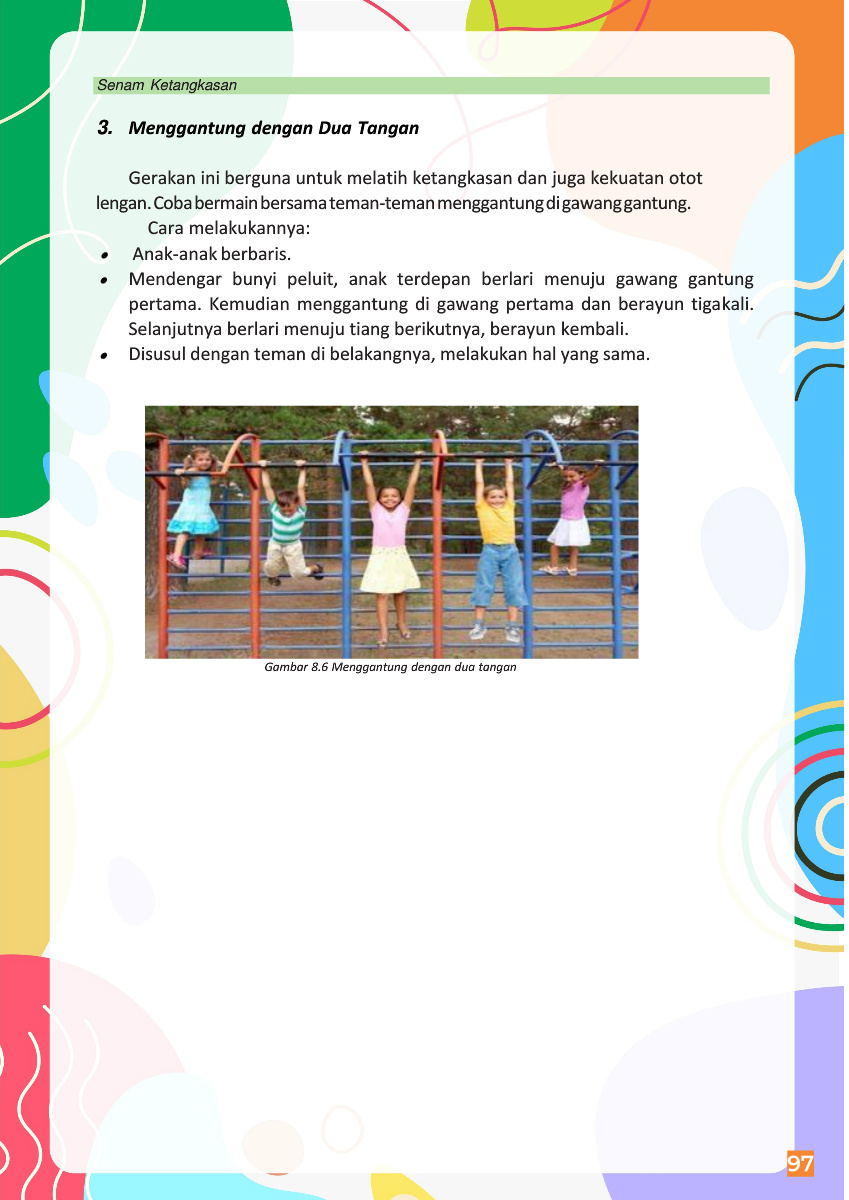 Senam Ketangkasan
3. Menggantung dengan Dua Tangan
Gerakan ini berguna untuk melatih ketangkasan dan juga kekuatan otot
lengan. Coba bermain bersama teman-teman menggantung di gawang gantung.
Cara melakukannya:
• Anak-anak berbaris.
• Mendengar bunyi peluit, anak terdepan berlari menuju gawang gantung
pertama. Kemudian menggantung di gawang pertama dan berayun tigakali.
Selanjutnya berlari menuju tiang berikutnya, berayun kembali.
• Disusul dengan teman di belakangnya, melakukan hal yang sama.
Gambar 8.6 Menggantung dengan dua tangan
97